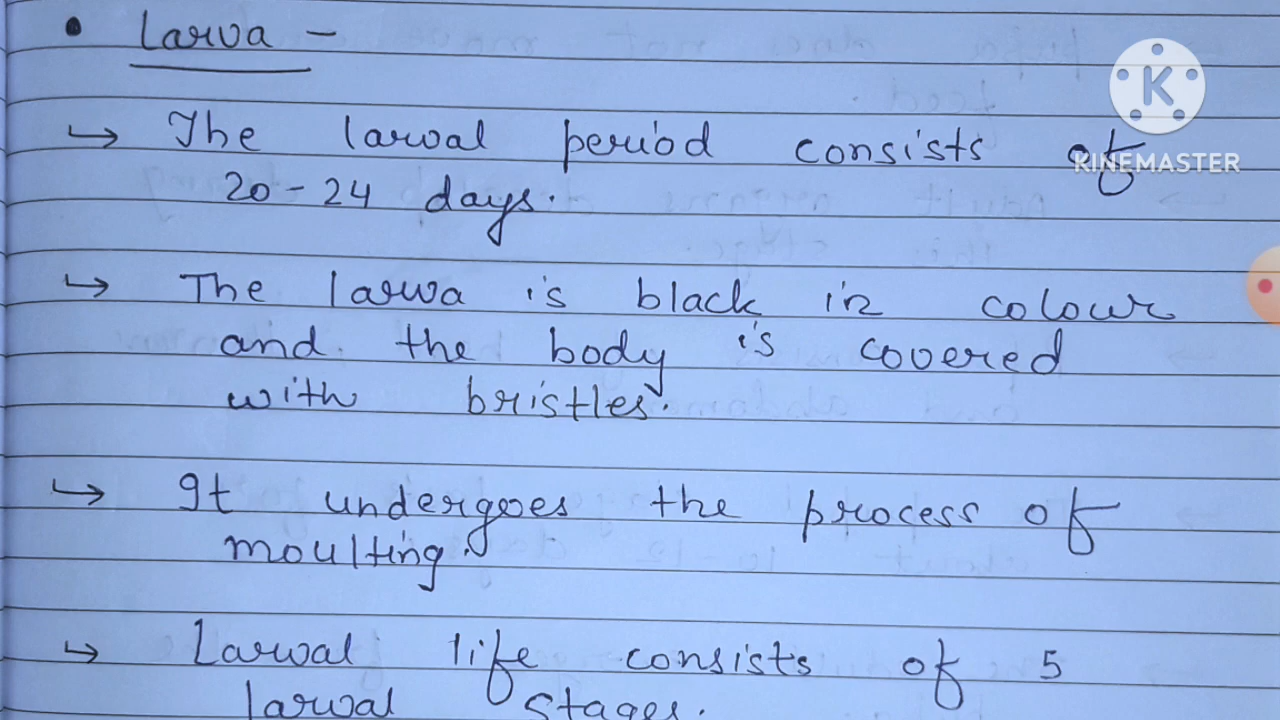 • Larva –
↳ The larval period consists of
20-24 days.
↳ The larva is black in colour
and the body is covered
with bristles.
↳ It undergoes the process of
moulting.
↳ Larval life consists of 5
larval stages.
K
KINEMASTER